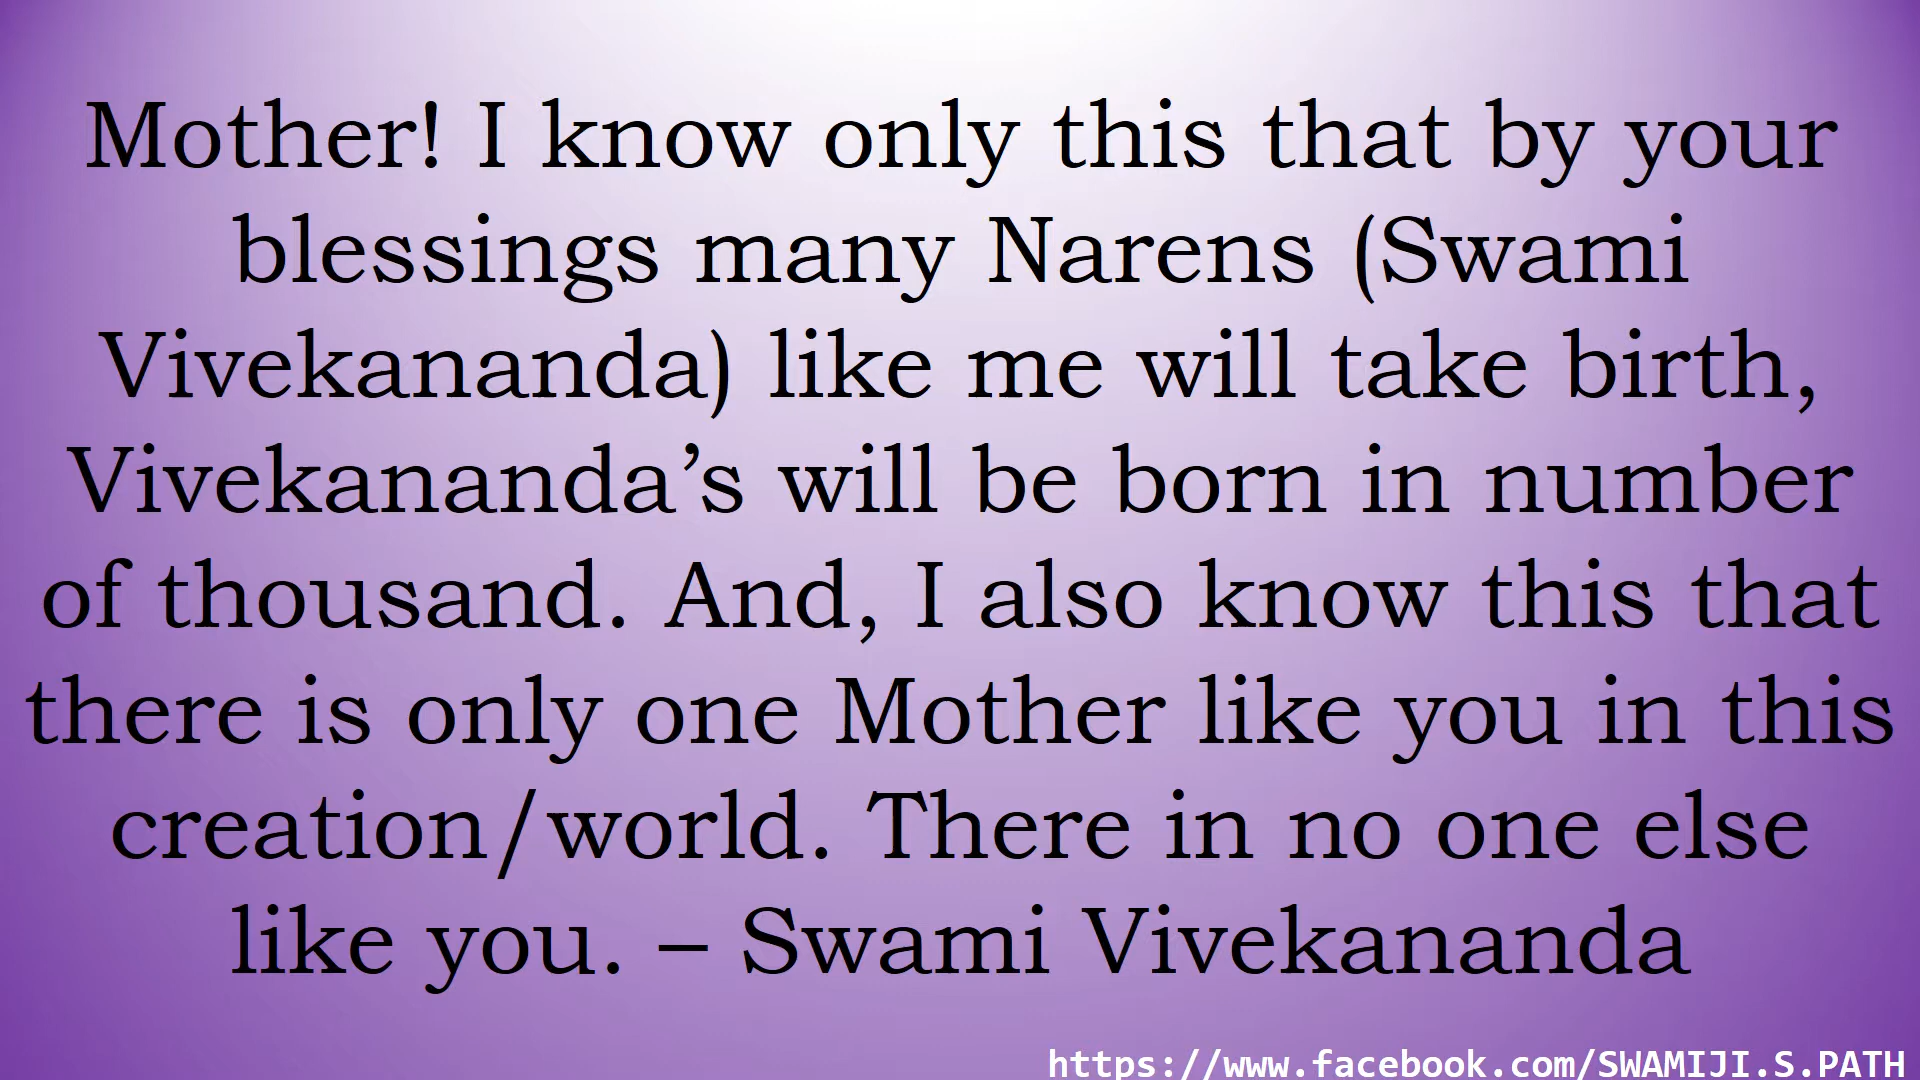 Mother! I know only this that by your
blessings many Narens (Swami
Vivekananda) like me will take birth,
Vivekananda’s will be born in number
of thousand. And, I also know this that
there is only one Mother like you in this
creation/world. There in no one else
like you. – Swami Vivekananda
https://www.facebook.com/SWAMIJI.S.PATH